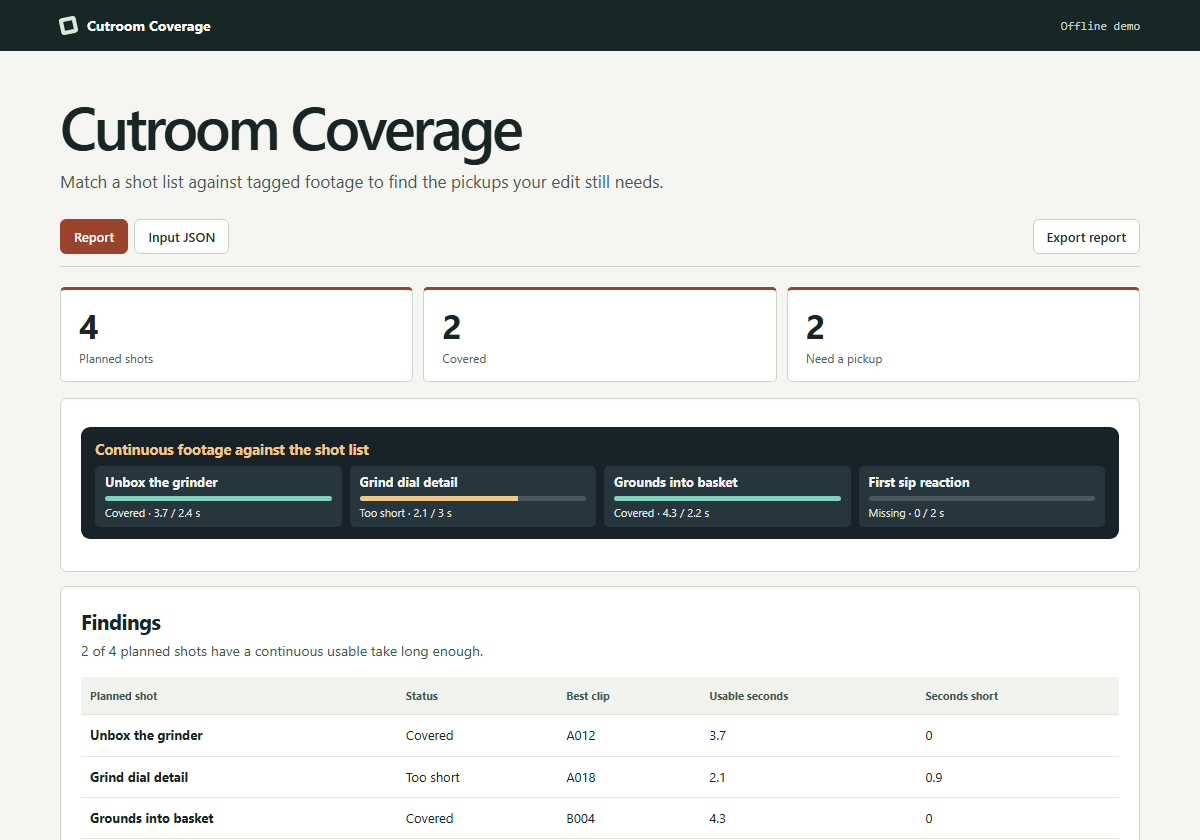 Cutroom Coverage
Offline demo
Cutroom Coverage
Match a shot list against tagged footage to find the pickups your edit still needs.
Report
Input JSON
Export report
4
Planned shots
2
Covered
2
Need a pickup
Continuous footage against the shot list
Unbox the grinder
Covered · 3.7 / 2.4 s
Grind dial detail
Too short · 2.1 / 3 s
Grounds into basket
Covered · 4.3 / 2.2 s
First sip reaction
Missing · 0 / 2 s
Findings
2 of 4 planned shots have a continuous usable take long enough.
Planned shot Status Best clip Usable seconds Seconds short
Unbox the grinder Covered A012 3.7 0
Grind dial detail Too short A018 2.1 0.9
Grounds into basket Covered B004 4.3 0